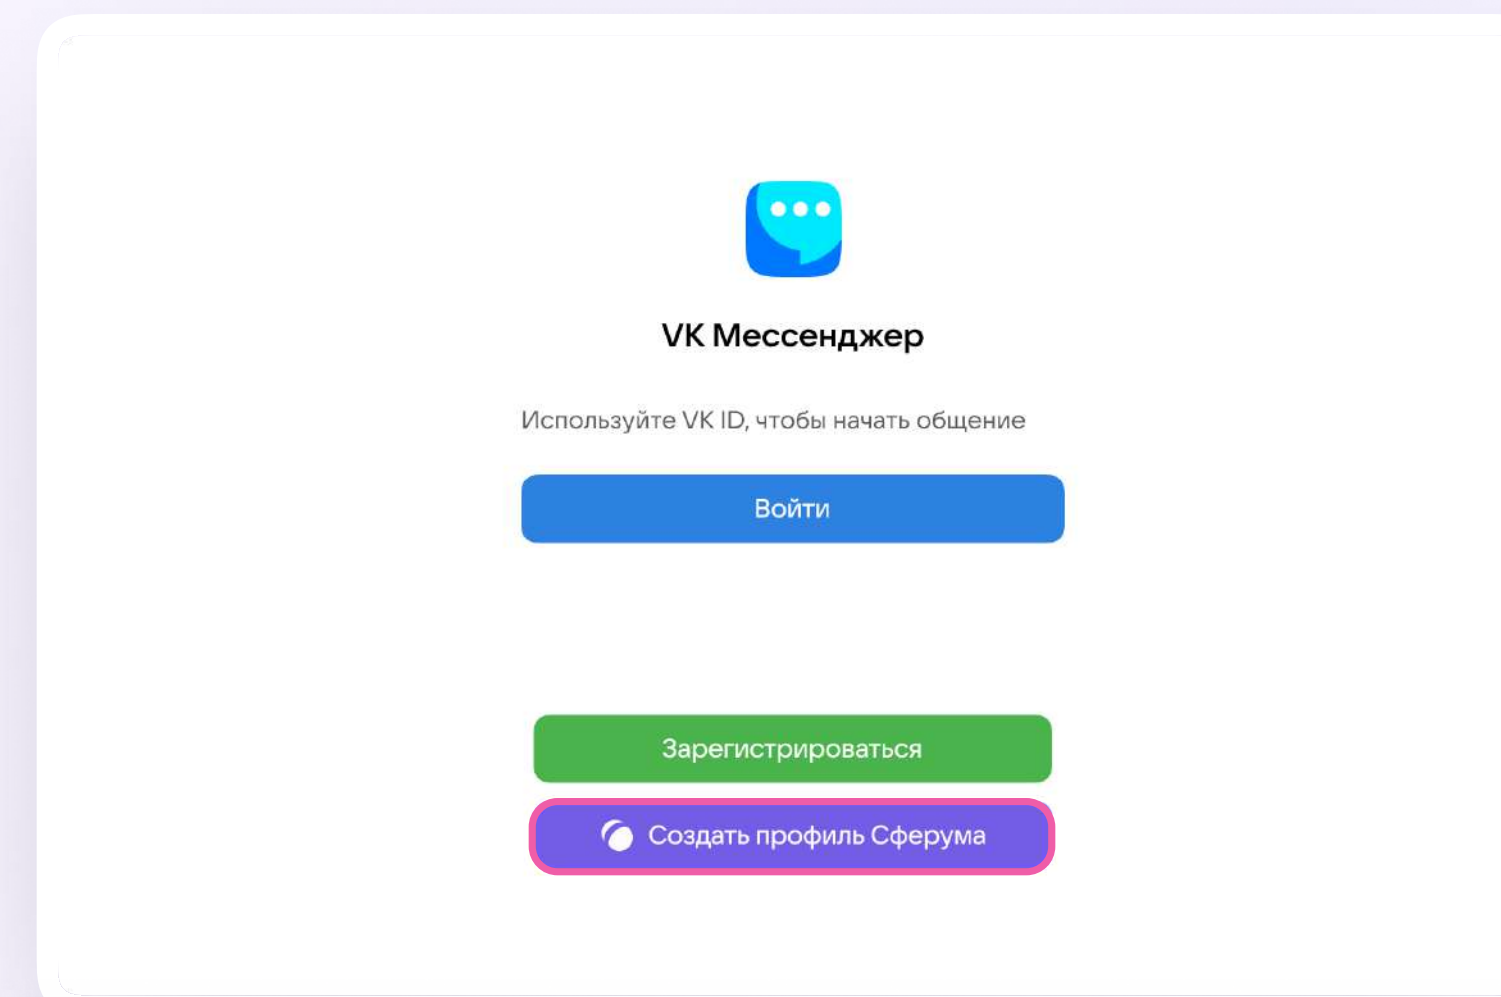 VK Мессенджер
Используйте VK ID, чтобы начать общение
Войти
Зарегистрироваться
Создать профиль Сферума